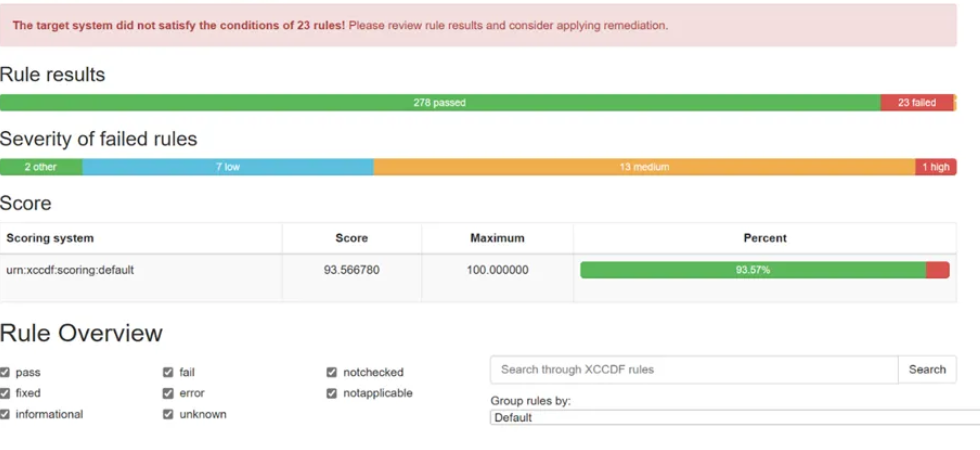 The target system did not satisfy the conditions of 23 rules! Please review rule results and consider applying remediation.
Rule results
278 passed 23 failed
Severity of failed rules
2 other 7 low 13 medium 1 high
Score
Scoring system Score Maximum Percent
urn:xccdf:scoring:default 93.566780 100.000000 93.57%
Rule Overview
pass fail notchecked
fixed error notapplicable
informational unknown
Search through XCCDF rules Search
Group rules by:
Default